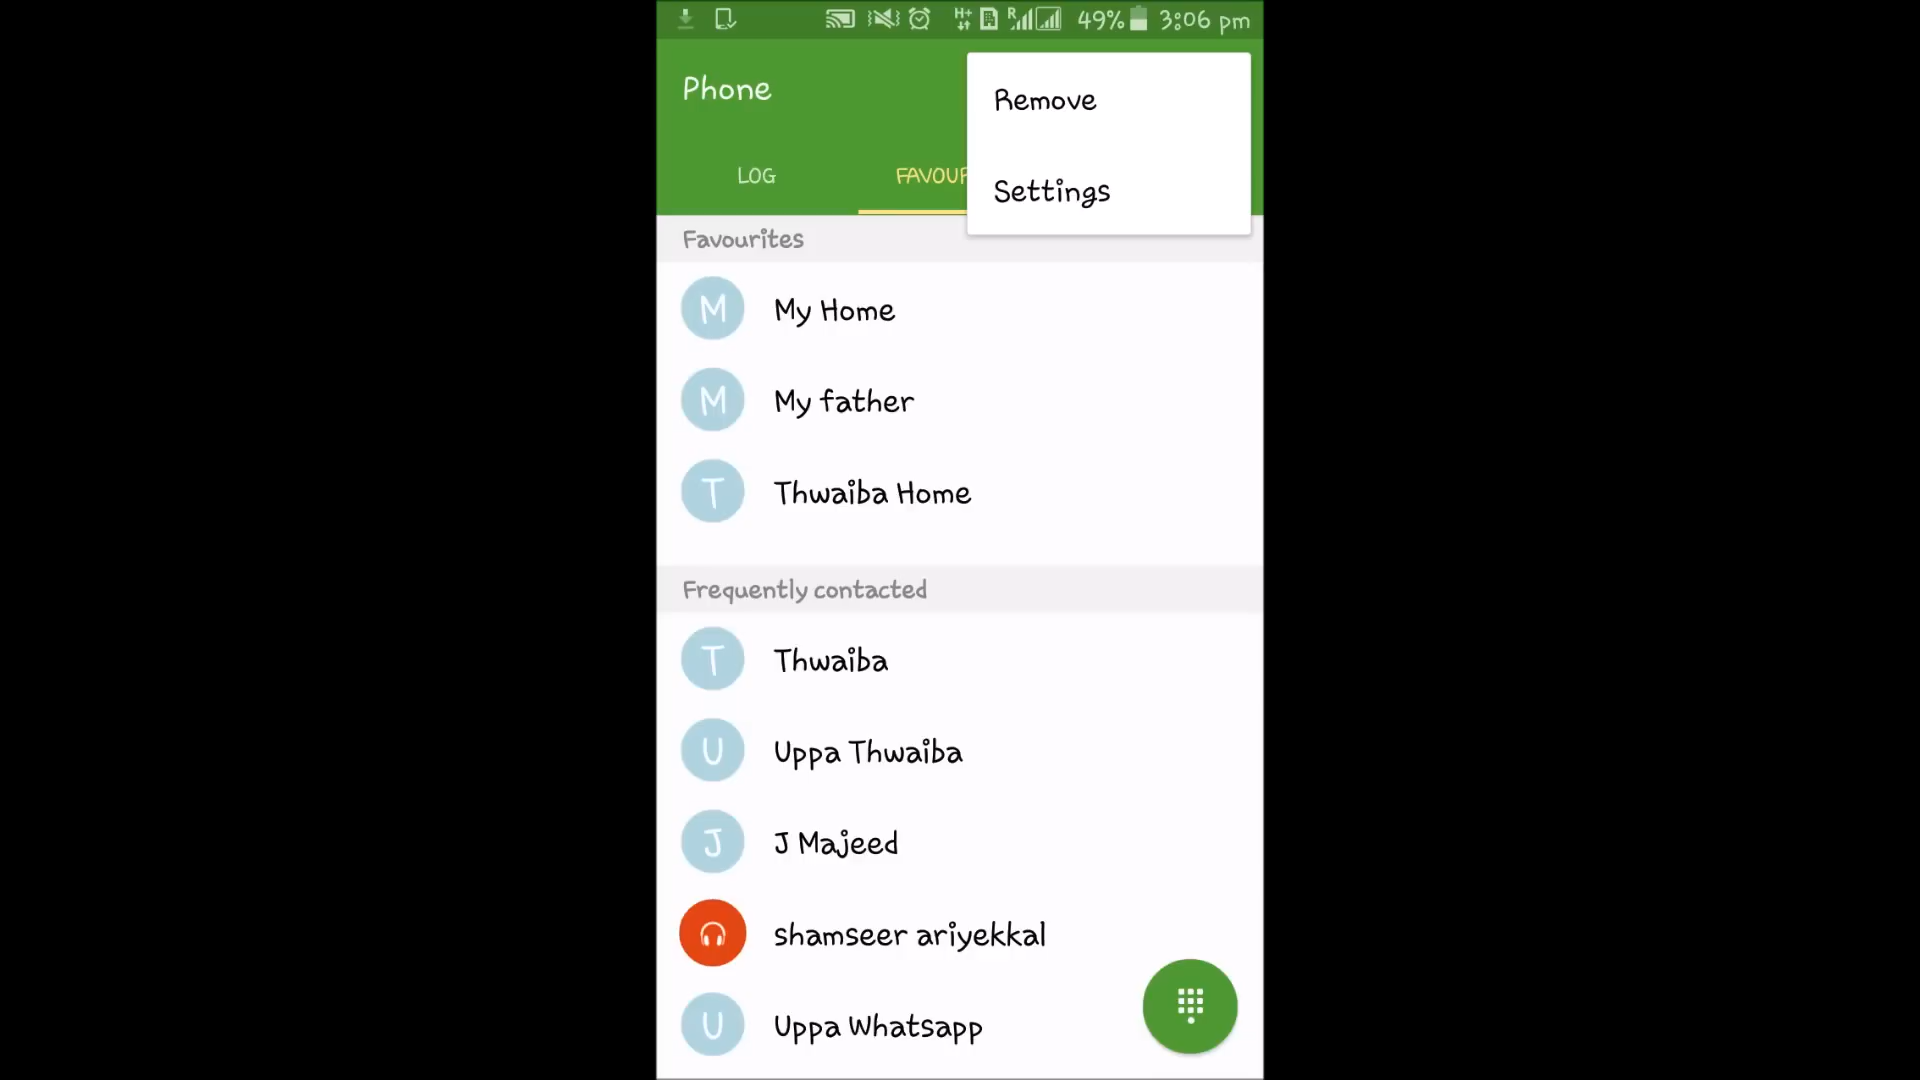 49% 3:06 pm
Phone
Remove
Settings
LOG
FAVOUR
Favourites
M My Home
M My father
T Thwaiba Home
Frequently contacted
T Thwaiba
U Uppa Thwaiba
J J Majeed
shamseer ariyekkal
U Uppa Whatsapp